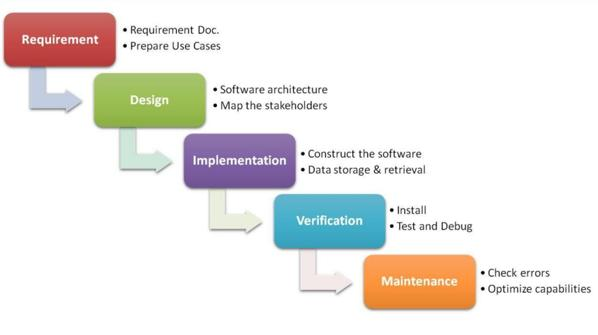 Requirement
• Requirement Doc.
• Prepare Use Cases
Design
• Software architecture
• Map the stakeholders
Implementation
• Construct the software
• Data storage & retrieval
Verification
• Install
• Test and Debug
Maintenance
• Check errors
• Optimize capabilities